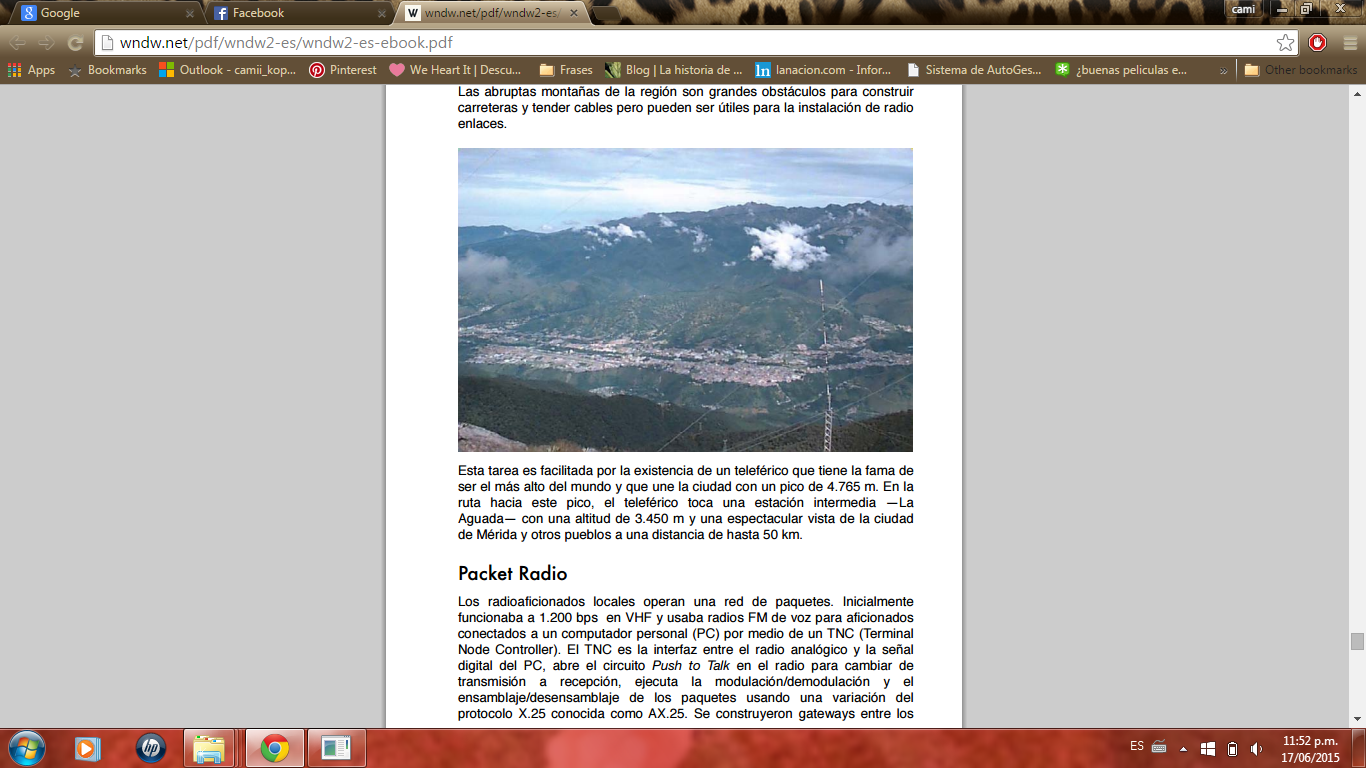 Google
Facebook
W wndw.net/pdf/wndw2-es/
cami
wndw.net/pdf/wndw2-es/wndw2-es-ebook.pdf
Apps
Bookmarks
Outlook - camii_kop...
Pinterest
We Heart It | Descu...
Frases
Blog | La historia de ...
ln lanacion.com - Infor...
Sistema de AutoGes...
¿buenas peliculas e...
»
Other bookmarks
Las abruptas montañas de la región son grandes obstáculos para construir
carreteras y tender cables pero pueden ser útiles para la instalación de radio
enlaces.
Esta tarea es facilitada por la existencia de un teleférico que tiene la fama de
ser el más alto del mundo y que une la ciudad con un pico de 4.765 m. En la
ruta hacia este pico, el teleférico toca una estación intermedia —La
Aguada— con una altitud de 3.450 m y una espectacular vista de la ciudad
de Mérida y otros pueblos a una distancia de hasta 50 km.
Packet Radio
Los radioaficionados locales operan una red de paquetes. Inicialmente
funcionaba a 1.200 bps en VHF y usaba radios FM de voz para aficionados
conectados a un computador personal (PC) por medio de un TNC (Terminal
Node Controller). El TNC es la interfaz entre el radio analógico y la señal
digital del PC, abre el circuito Push to Talk en el radio para cambiar de
transmisión a recepción, ejecuta la modulación/demodulación y el
ensamblaje/desensamblaje de los paquetes usando una variación del
protocolo X.25 conocida como AX.25. Se construyeron gateways entre los
hp
ES
11:52 p.m.
17/06/2015